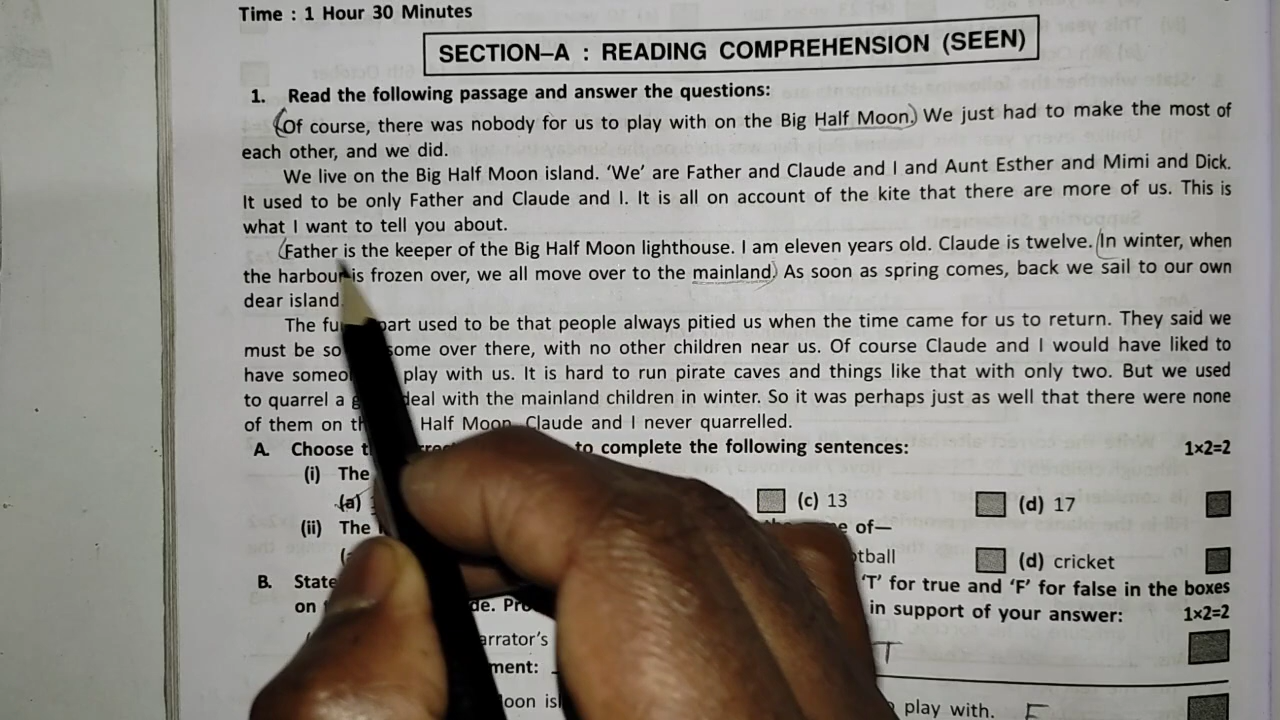 Time : 1 Hour 30 Minutes
SECTION–A : READING COMPREHENSION (SEEN)
1. Read the following passage and answer the questions:
Of course, there was nobody for us to play with on the Big Half Moon. We just had to make the most of
each other, and we did.
We live on the Big Half Moon island. ‘We’ are Father and Claude and I and Aunt Esther and Mimi and Dick.
It used to be only Father and Claude and I. It is all on account of the kite that there are more of us. This is
what I want to tell you about.
Father is the keeper of the Big Half Moon lighthouse. I am eleven years old. Claude is twelve. In winter, when
the harbour is frozen over, we all move over to the mainland. As soon as spring comes, back we sail to our own
dear island.
The part used to be that people always pitied us when the time came for us to return. They said we
must be so over there, with no other children near us. Of course Claude and I would have liked to
have play with us. It is hard to run pirate caves and things like that with only two. But we used
to quarrel a deal with the mainland children in winter. So it was perhaps just as well that there were none
of them on Half Moon. Claude and I never quarrelled.
A. Choose to complete the following sentences: 1×2=2
(i) The
(a) (c) 13 (d) 17
(ii) The of—
(d) cricket
B. State ‘T’ for true and ‘F’ for false in the boxes
on in support of your answer: 1×2=2
T
play with. F